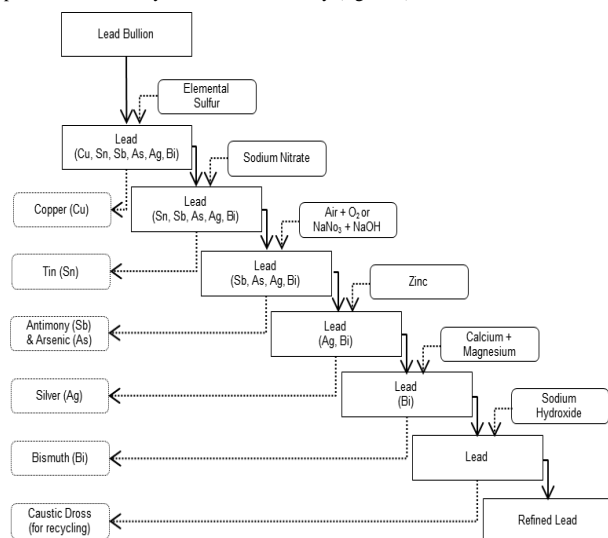 Lead Bullion
Elemental
Sulfur
Lead
(Cu, Sn, Sb, As, Ag, Bi)
Sodium Nitrate
Copper (Cu)
Lead
(Sn, Sb, As, Ag, Bi)
Air + O₂ or
NaNo₃ + NaOH
Tin (Sn)
Lead
(Sb, As, Ag, Bi)
Zinc
Antimony (Sb)
& Arsenic (As)
Lead
(Ag, Bi)
Calcium +
Magnesium
Silver (Ag)
Lead
(Bi)
Sodium
Hydroxide
Bismuth (Bi)
Lead
Caustic Dross
(for recycling)
Refined Lead